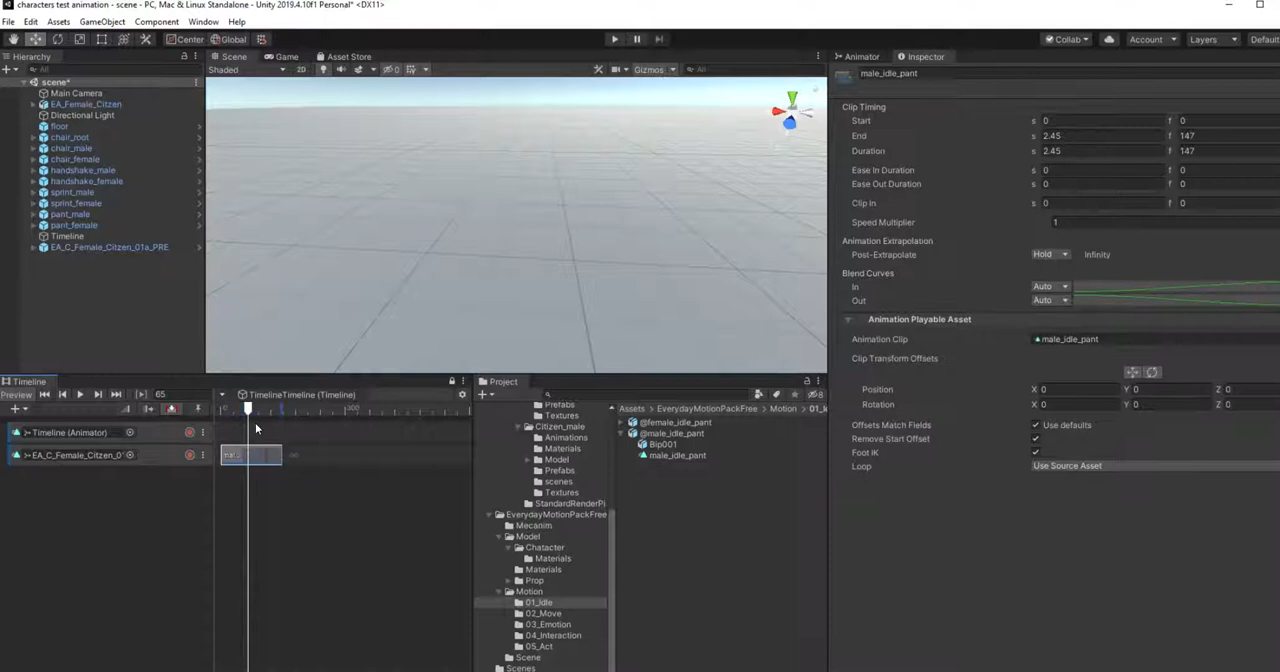 characters test animation - scene - PC, Mac & Linux Standalone - Unity 2019.4.10f1 Personal* <DX11>
File Edit Assets GameObject Component Window Help
Center Global Collab Account Layers Default
Hierarchy
All
scene*
Main Camera
EA_Female_Citzen
Directional Light
floor
chair_root
chair_male
chair_female
handshake_male
handshake_female
sprint_male
sprint_female
pant_male
pant_female
Timeline
EA_C_Female_Citzen_01a_PRE
Scene Game Asset Store
Shaded 2D 0 Gizmos All
Animator Inspector
male_idle_pant
Clip Timing
Start s 0 f 0
End s 2.45 f 147
Duration s 2.45 f 147
Ease In Duration s 0 f 0
Ease Out Duration s 0 f 0
Clip In s 0 f 0
Speed Multiplier 1
Animation Extrapolation
Post-Extrapolate Hold Infinity
Blend Curves
In Auto
Out Auto
Animation Playable Asset
Animation Clip male_idle_pant
Clip Transform Offsets
Position X 0 Y 0 Z 0
Rotation X 0 Y 0 Z 0
Offsets Match Fields Use defaults
Remove Start Offset
Foot IK
Loop Use Source Asset
Timeline
Preview 65 TimelineTimeline (Timeline)
0 300
Timeline (Animator)
EA_C_Female_Citzen_0
Project
8
Prefabs
Textures
Citizen_male
Animations
Materials
Model
Prefabs
scenes
Textures
StandardRenderPi
EverydayMotionPackFree
Mecanim
Model
Chatacter
Materials
Materials
Prop
Motion
01_Idle
02_Move
03_Emotion
04_Interaction
05_Act
Scene
Scenes
Assets > EverydayMotionPackFree > Motion > 01_I
@female_idle_pant
@male_idle_pant
Bip001
male_idle_pant